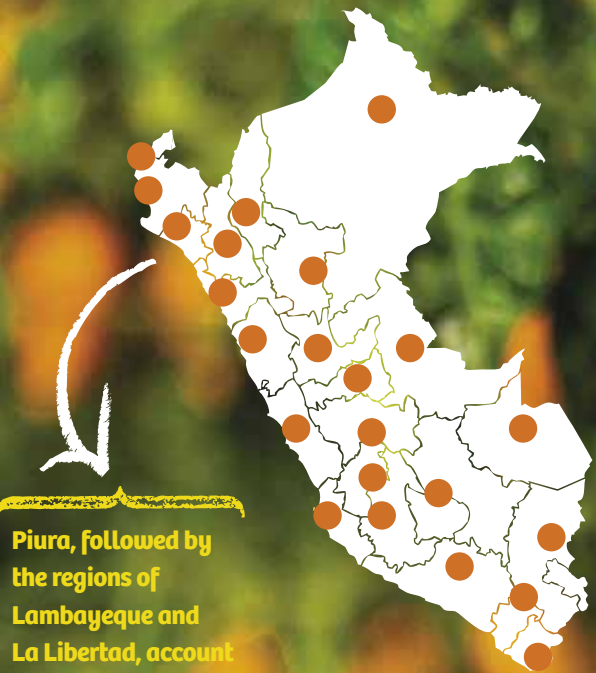 Piura, followed by
the regions of
Lambayeque and
La Libertad, account